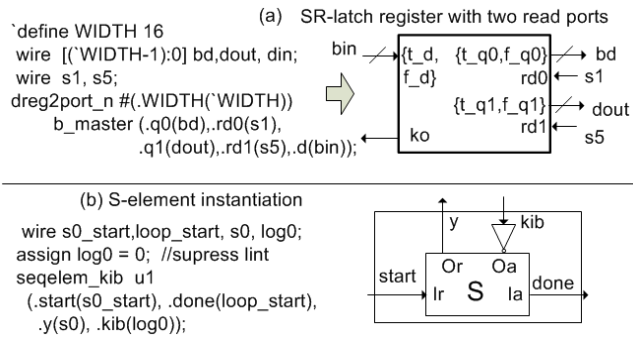 (a) SR-latch register with two read ports
`define WIDTH 16
wire [(`WIDTH-1):0] bd,dout, din;
wire s1, s5;
dreg2port_n #(.WIDTH(`WIDTH))
b_master (.q0(bd),.rd0(s1),
.q1(dout),.rd1(s5),.d(bin));
bin
{t_d,
f_d}
{t_q0,f_q0}
rd0
bd
s1
{t_q1,f_q1}
rd1
dout
s5
ko
(b) S-element instantiation
wire s0_start,loop_start, s0, log0;
assign log0 = 0; //supress lint
seqelem_kib u1
(.start(s0_start), .done(loop_start),
.y(s0), .kib(log0));
y
kib
Or Oa
start
Ir S Ia
done